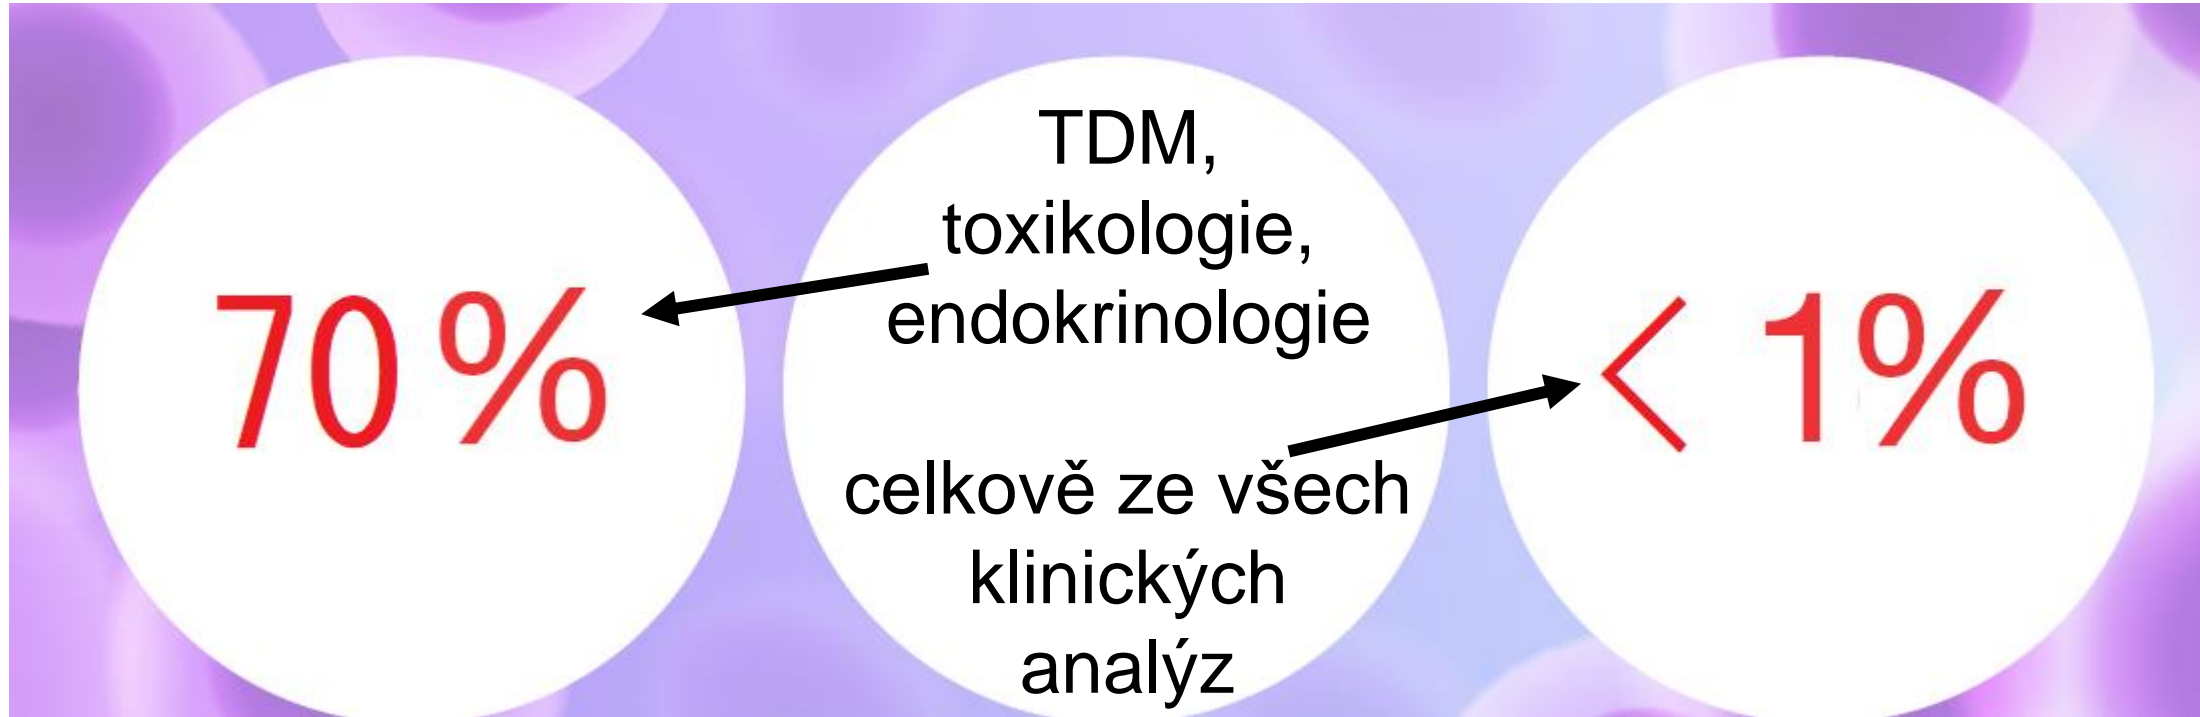 70%
TDM,
toxikologie,
endokrinologie
celkově ze všech
klinických
analýz
< 1%